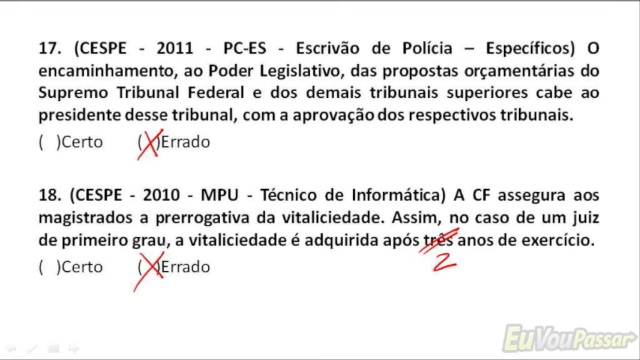 17. (CESPE - 2011 - PC-ES - Escrivão de Polícia – Específicos) O
encaminhamento, ao Poder Legislativo, das propostas orçamentárias do
Supremo Tribunal Federal e dos demais tribunais superiores cabe ao
presidente desse tribunal, com a aprovação dos respectivos tribunais.
( )Certo (X)Errado
18. (CESPE - 2010 - MPU - Técnico de Informática) A CF assegura aos
magistrados a prerrogativa da vitaliciedade. Assim, no caso de um juiz
de primeiro grau, a vitaliciedade é adquirida após três anos de exercício.
2
( )Certo (X)Errado
EuVouPassar